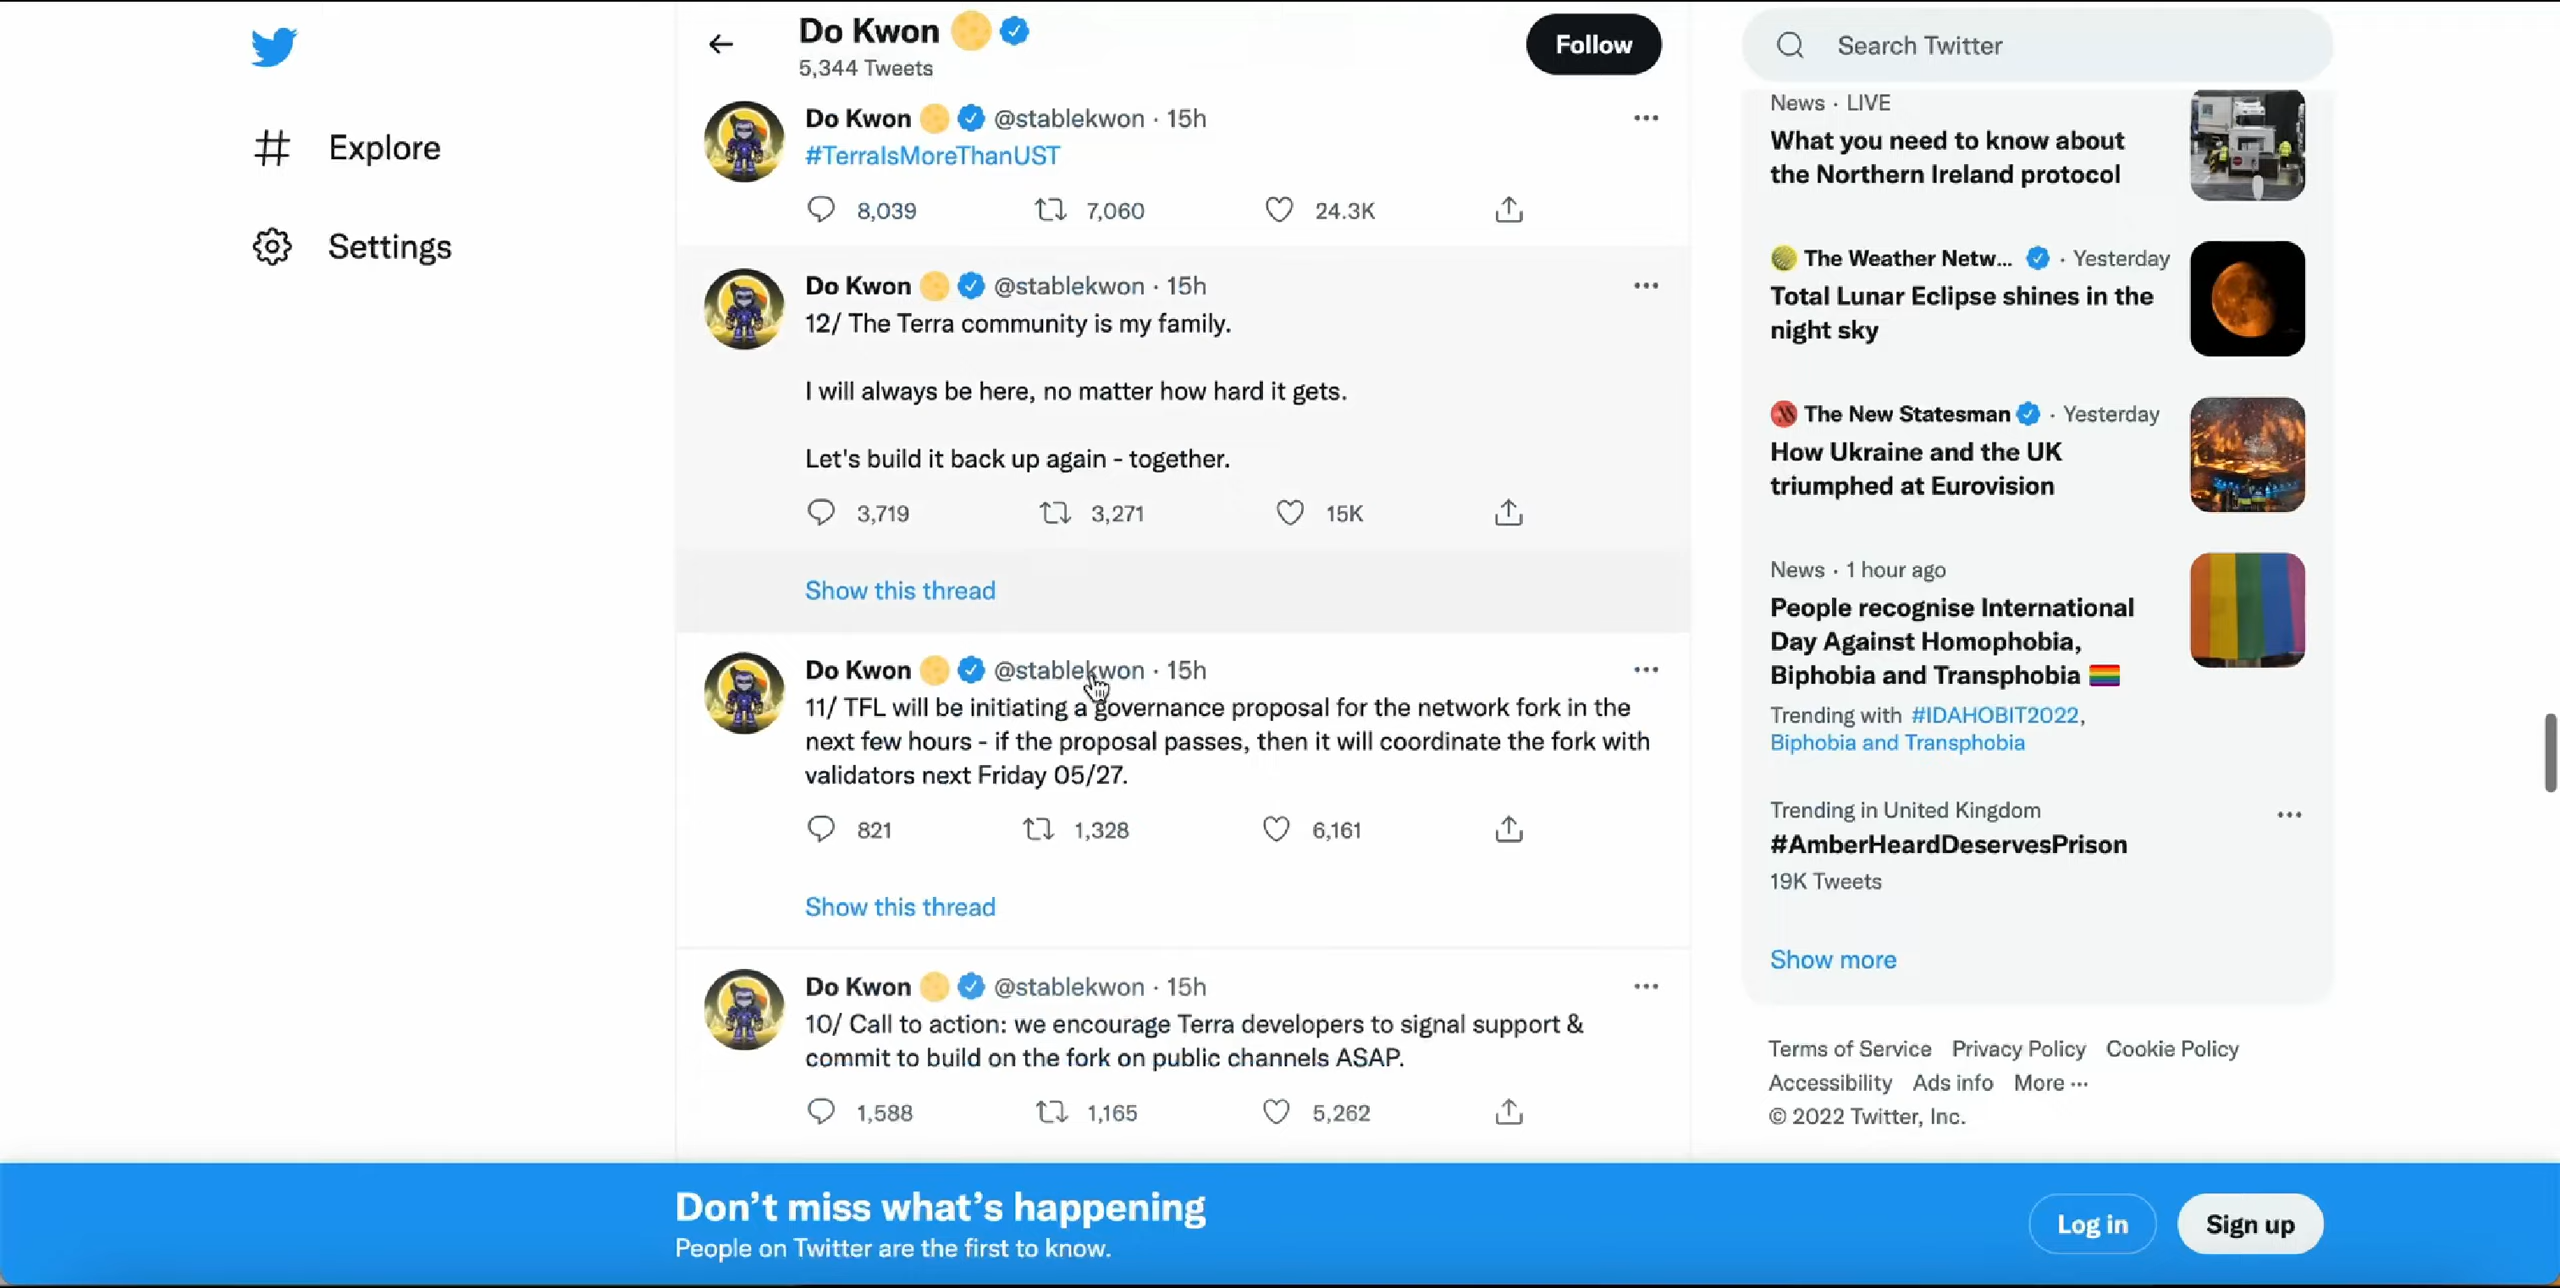 Do Kwon
5,344 Tweets
Follow
Search Twitter
Explore
Settings
Do Kwon @stablekwon · 15h
#TerraIsMoreThanUST
8,039 7,060 24.3K
Do Kwon @stablekwon · 15h
12/ The Terra community is my family.
I will always be here, no matter how hard it gets.
Let's build it back up again - together.
3,719 3,271 15K
Show this thread
Do Kwon @stablekwon · 15h
11/ TFL will be initiating a governance proposal for the network fork in the
next few hours - if the proposal passes, then it will coordinate the fork with
validators next Friday 05/27.
821 1,328 6,161
Show this thread
Do Kwon @stablekwon · 15h
10/ Call to action: we encourage Terra developers to signal support &
commit to build on the fork on public channels ASAP.
1,588 1,165 5,262
News · LIVE
What you need to know about
the Northern Ireland protocol
The Weather Netw... · Yesterday
Total Lunar Eclipse shines in the
night sky
The New Statesman · Yesterday
How Ukraine and the UK
triumphed at Eurovision
News · 1 hour ago
People recognise International
Day Against Homophobia,
Biphobia and Transphobia
Trending with #IDAHOBIT2022,
Biphobia and Transphobia
Trending in United Kingdom
#AmberHeardDeservesPrison
19K Tweets
Show more
Terms of Service Privacy Policy Cookie Policy
Accessibility Ads info More ···
© 2022 Twitter, Inc.
Don't miss what's happening
People on Twitter are the first to know.
Log in
Sign up